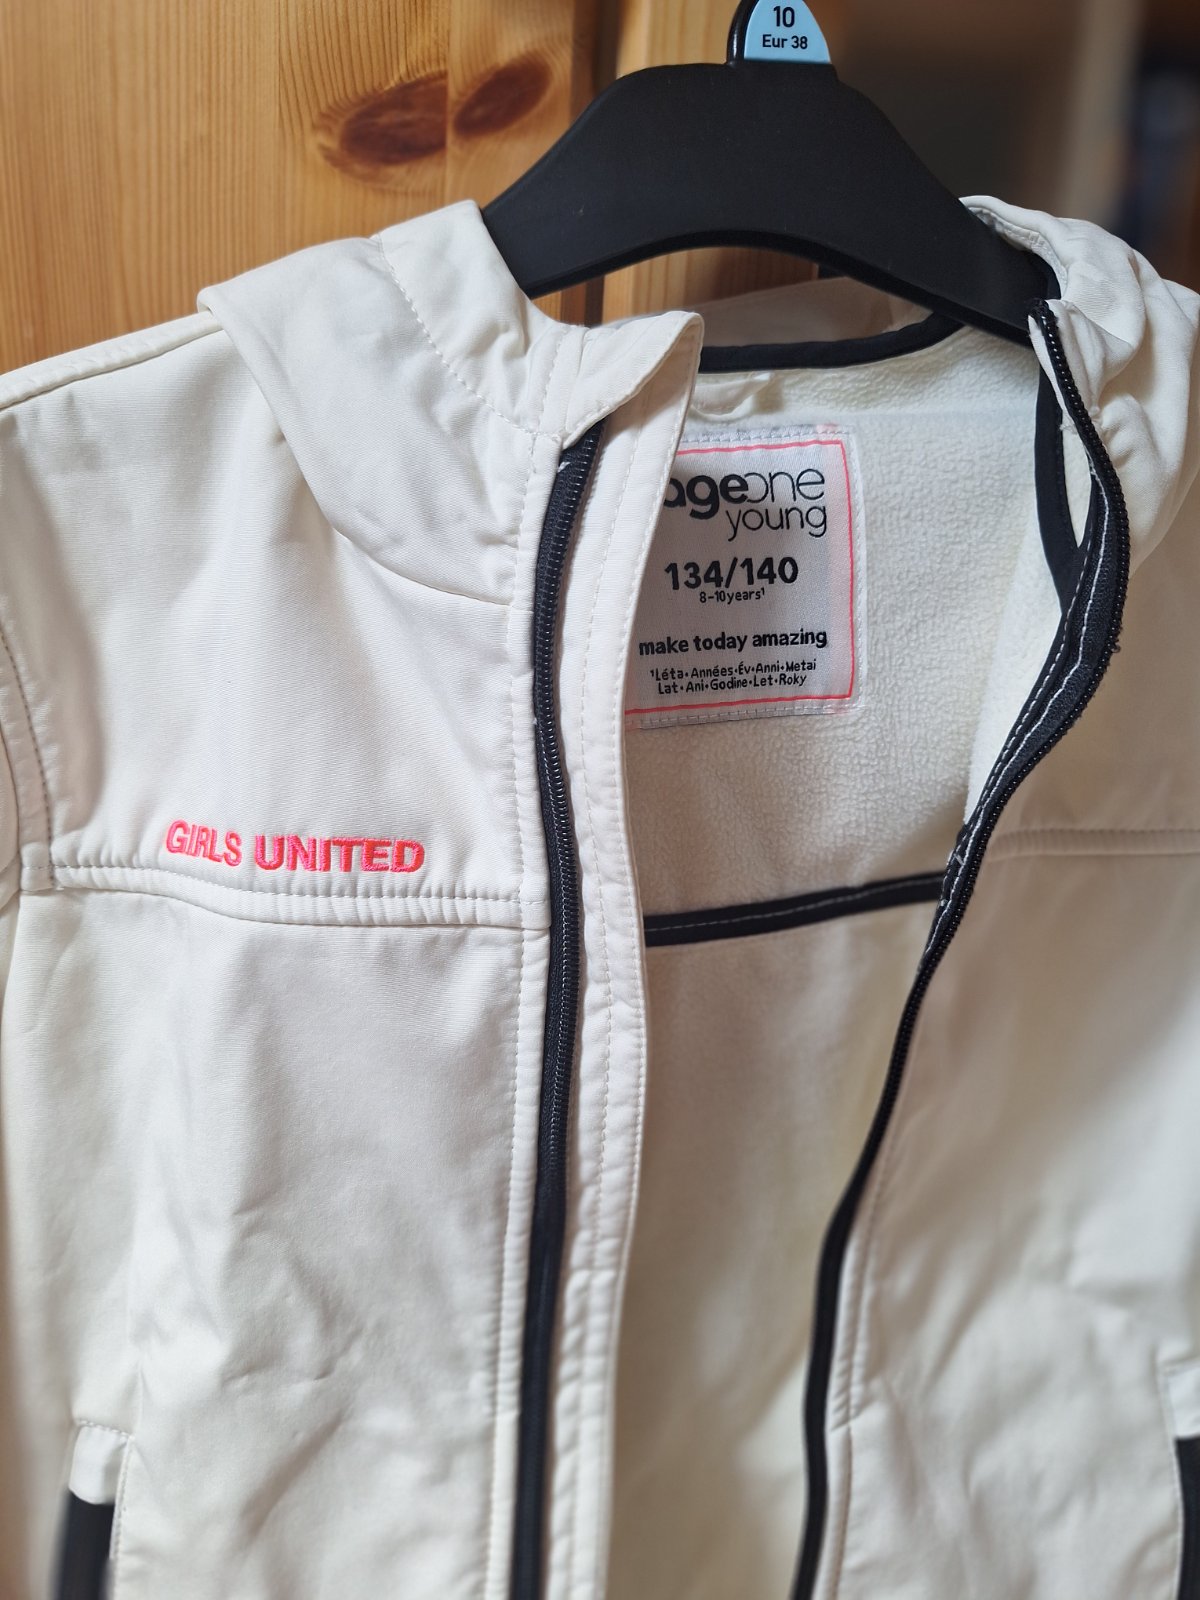 10
Eur 38
ageone
young
134/140
8-10years¹
make today amazing
¹Léta•Années•Év•Anni•Metai
Lat•Ani•Godine•Let•Roky
GIRLS UNITED